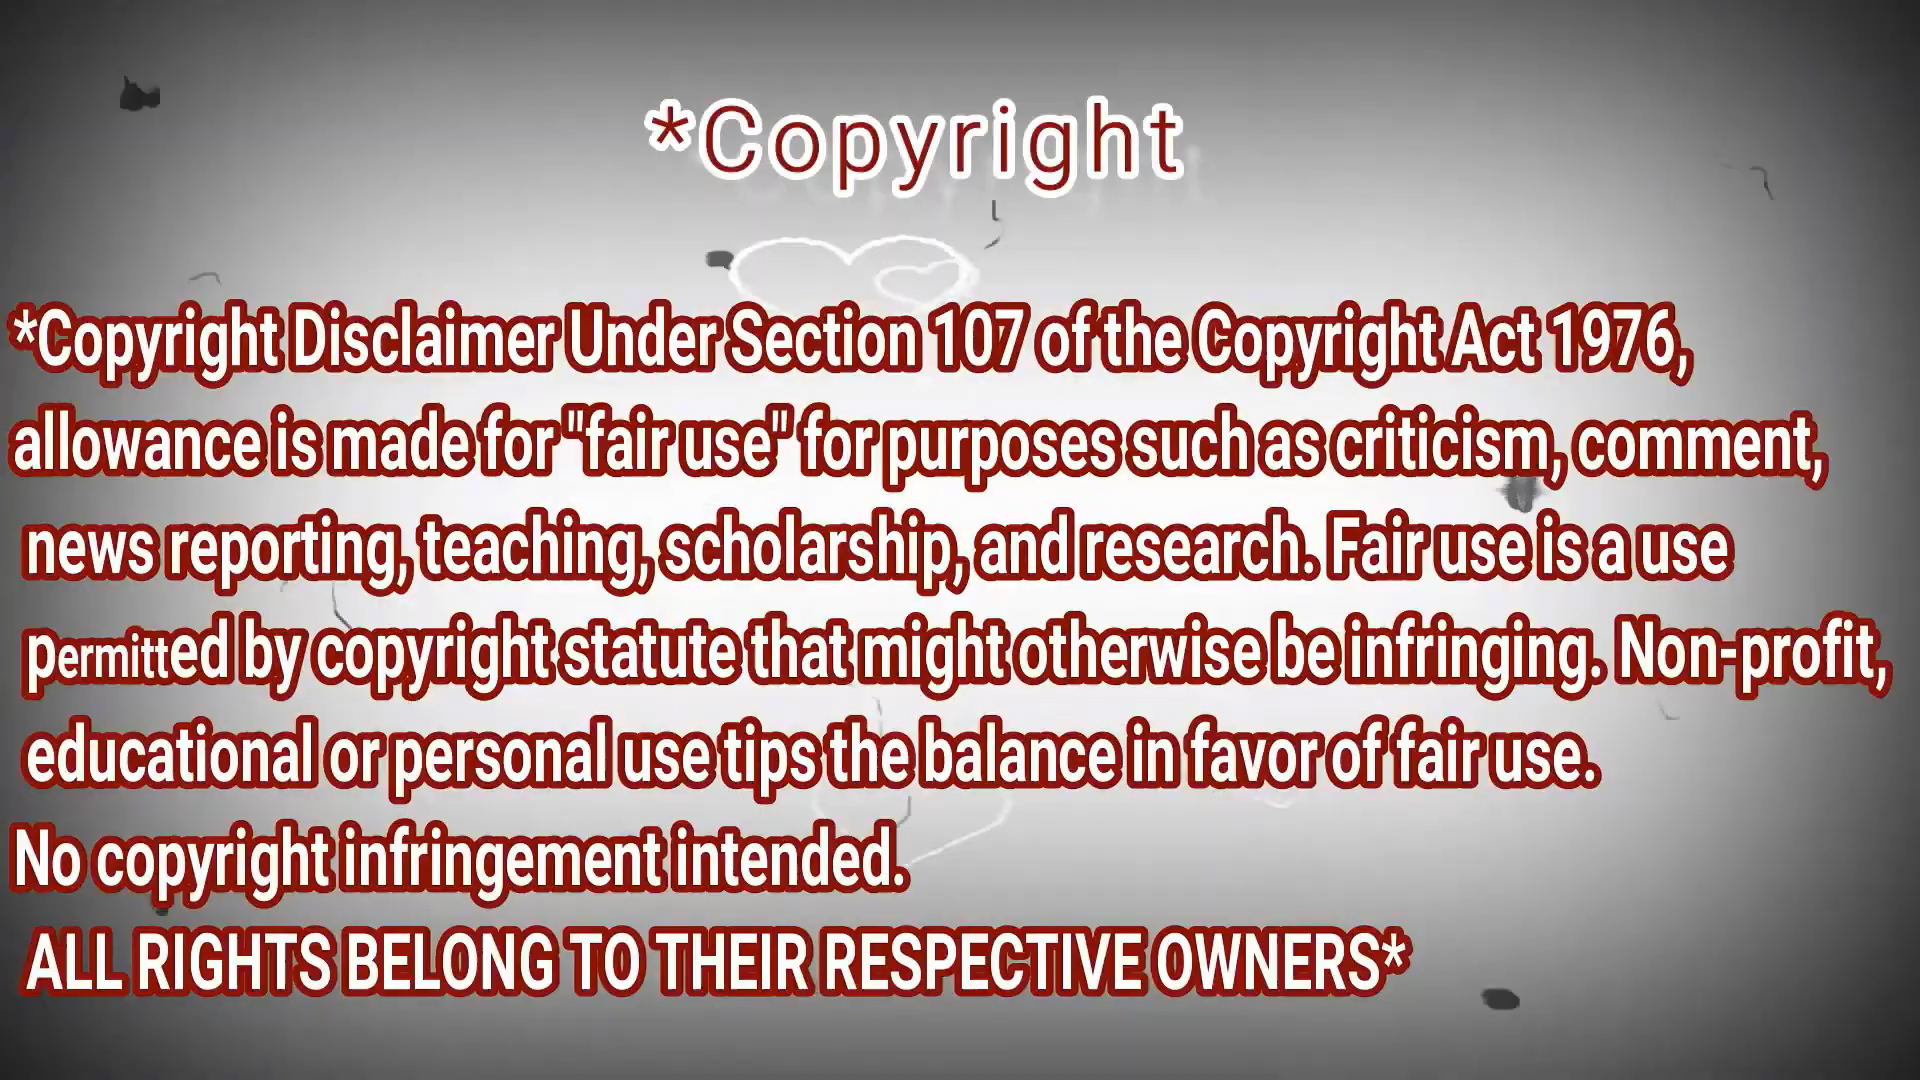 *Copyright
*Copyright Disclaimer Under Section 107 of the Copyright Act 1976,
allowance is made for "fair use" for purposes such as criticism, comment,
news reporting, teaching, scholarship, and research. Fair use is a use
permitted by copyright statute that might otherwise be infringing. Non-profit,
educational or personal use tips the balance in favor of fair use.
No copyright infringement intended.
ALL RIGHTS BELONG TO THEIR RESPECTIVE OWNERS*